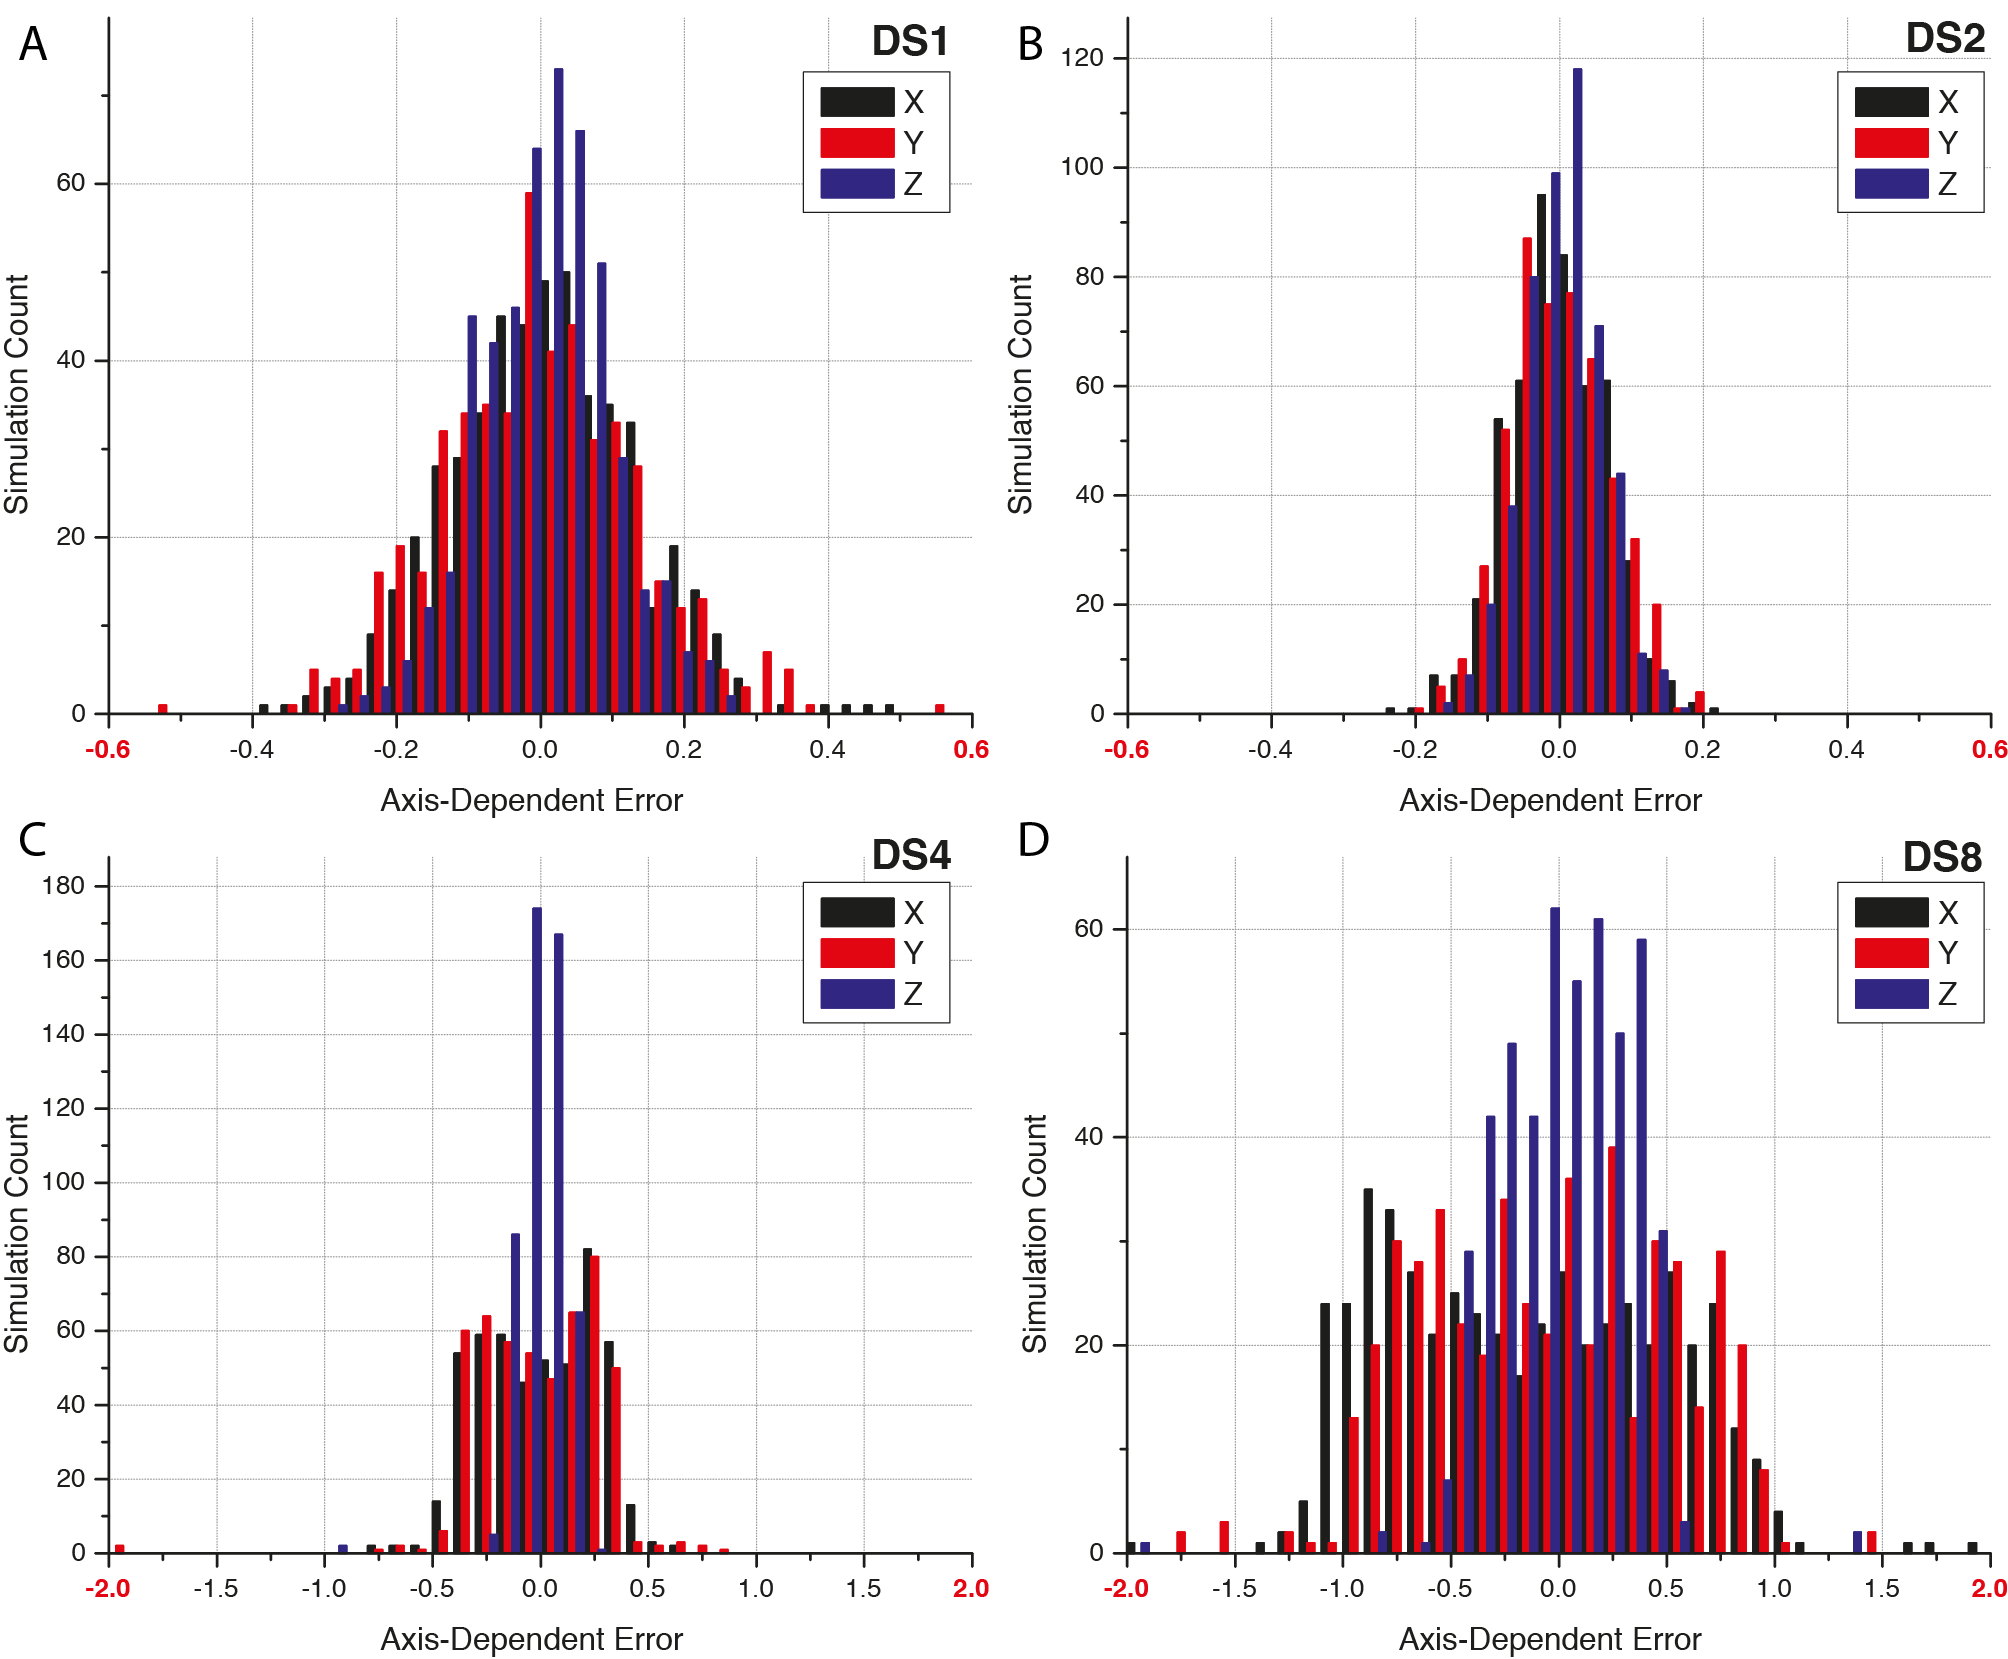 A
DS1
X
Y
Z
Simulation Count
60
40
20
0
-0.6 -0.4 -0.2 0.0 0.2 0.4 0.6
Axis-Dependent Error
B
DS2
X
Y
Z
Simulation Count
120
100
80
60
40
20
0
-0.6 -0.4 -0.2 0.0 0.2 0.4 0.6
Axis-Dependent Error
C
DS4
X
Y
Z
Simulation Count
180
160
140
120
100
80
60
40
20
0
-2.0 -1.5 -1.0 -0.5 0.0 0.5 1.0 1.5 2.0
Axis-Dependent Error
D
DS8
X
Y
Z
Simulation Count
60
40
20
0
-2.0 -1.5 -1.0 -0.5 0.0 0.5 1.0 1.5 2.0
Axis-Dependent Error